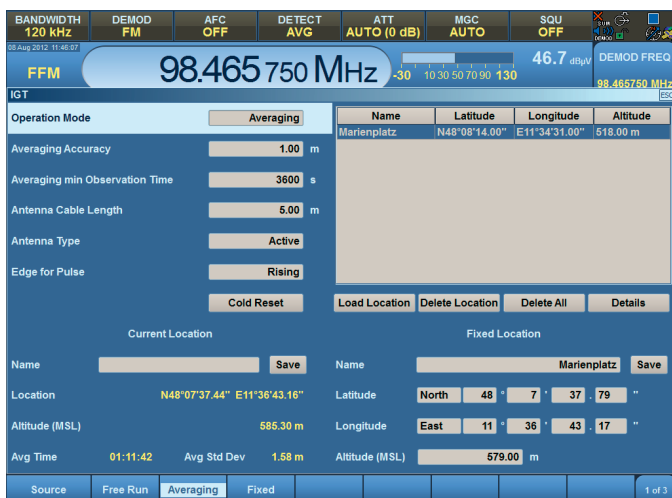 BANDWIDTH DEMOD AFC DETECT ATT MGC SQU
120 kHz FM OFF AVG AUTO (0 dB) AUTO OFF
SUM
DEMOD
08 Aug 2012 11:46:07
FFM 98.465 750 MHz -30 10 30 50 70 90 130 46.7 dBµV DEMOD FREQ
98.465750 MHz
IGT ESC
Operation Mode Averaging
Averaging Accuracy 1.00 m
Averaging min Observation Time 3600 s
Antenna Cable Length 5.00 m
Antenna Type Active
Edge for Pulse Rising
Cold Reset
Name Latitude Longitude Altitude
Marienplatz N48°08'14.00" E11°34'31.00" 518.00 m
Load Location Delete Location Delete All Details
Current Location
Name Save
Location N48°07'37.44" E11°36'43.16"
Altitude (MSL) 585.30 m
Avg Time 01:11:42 Avg Std Dev 1.58 m
Fixed Location
Name Marienplatz Save
Latitude North 48 ° 7 ' 37 . 79 "
Longitude East 11 ° 36 ' 43 . 17 "
Altitude (MSL) 579.00 m
Source Free Run Averaging Fixed 1 of 3